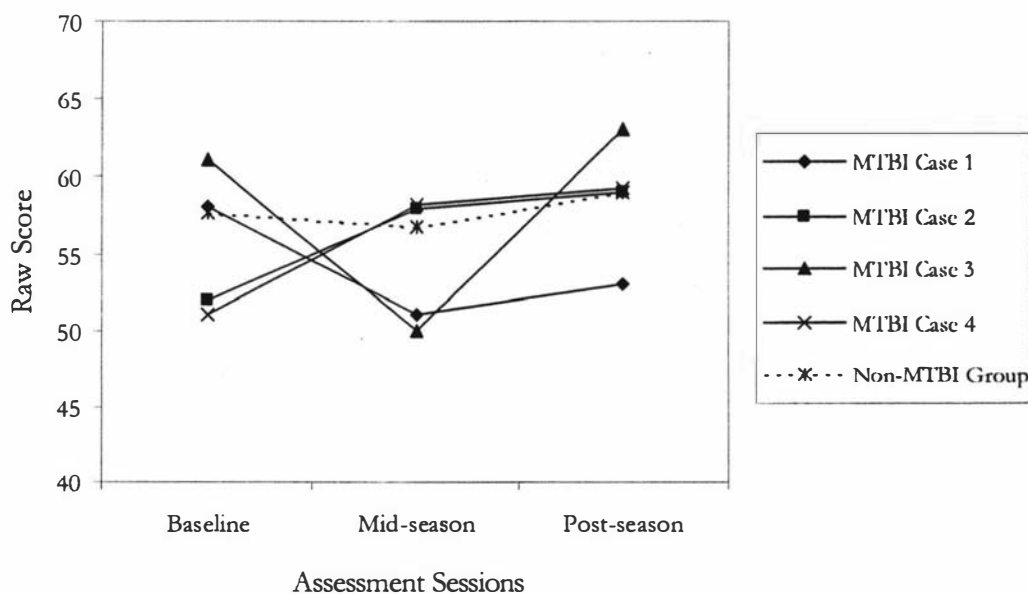 70
65
60
55
50
45
40
Raw Score
Baseline Mid-season Post-season
Assessment Sessions
MTBI Case 1
MTBI Case 2
MTBI Case 3
MTBI Case 4
Non-MTBI Group